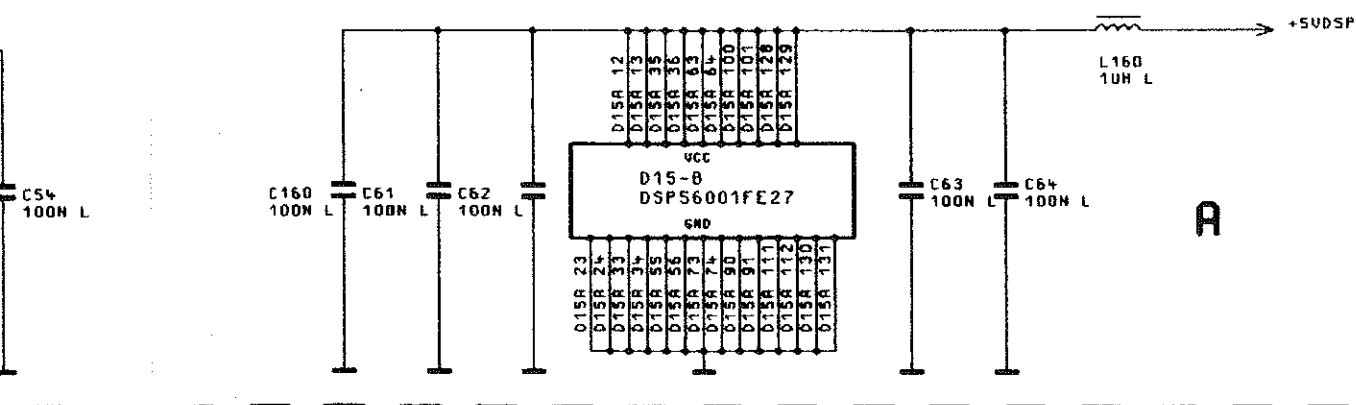 +5VDSP
L160
1UH L
D15A 12
D15A 13
D15A 35
D15A 36
D15A 63
D15A 64
D15A 100
D15A 101
D15A 128
D15A 129
VCC
D15-B
DSP56001FE27
GND
C54
100N L
C160
100N L
C61
100N L
C62
100N L
C63
100N L
C64
100N L
A
D15A 23
D15A 24
D15A 33
D15A 34
D15A 55
D15A 56
D15A 73
D15A 74
D15A 90
D15A 91
D15A 111
D15A 112
D15A 130
D15A 131